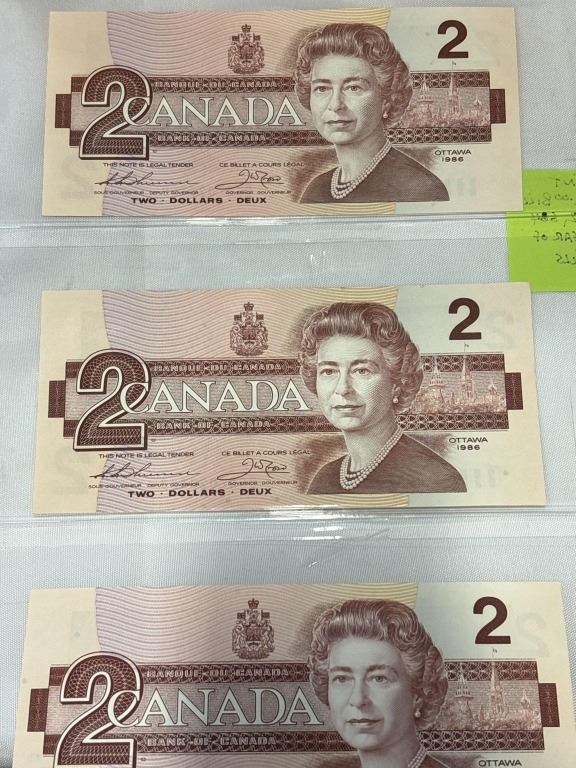 2
BANQUE·DU·CANADA
2 CANADA
BANK·OF·CANADA
OTTAWA
1986
THIS NOTE IS LEGAL TENDER CE BILLET A COURS LÉGAL
SOUS-GOUVERNEUR DEPUTY GOVERNOR GOVERNOR GOUVERNEUR
TWO · DOLLARS · DEUX
2
BANQUE·DU·CANADA
2 CANADA
BANK·OF·CANADA
OTTAWA
1986
THIS NOTE IS LEGAL TENDER CE BILLET A COURS LÉGAL
SOUS-GOUVERNEUR DEPUTY GOVERNOR GOVERNOR GOUVERNEUR
TWO · DOLLARS · DEUX
2
BANQUE·DU·CANADA
2 CANADA
BANK·OF·CANADA
OTTAWA